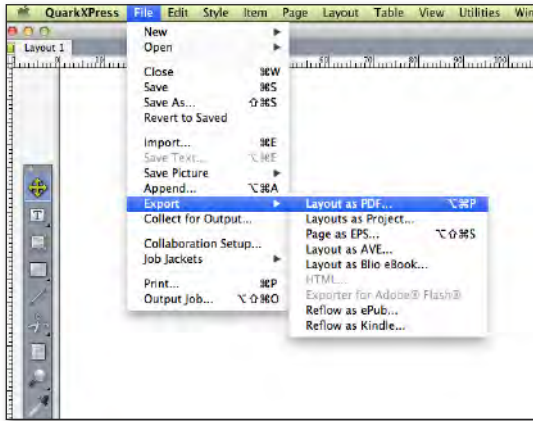 QuarkXPress File Edit Style Item Page Layout Table View Utilities Win
Layout 1
New
Open
Close ⌘W
Save ⌘S
Save As... ⇧⌘S
Revert to Saved
Import... ⌘E
Save Text... ⌥⌘E
Save Picture
Append... ⌥⌘A
Export
Collect for Output...
Collaboration Setup...
Job Jackets
Print... ⌘P
Output Job... ⌥⇧⌘O
Layout as PDF... ⌥⌘P
Layouts as Project...
Page as EPS... ⌥⇧⌘S
Layout as AVE...
Layout as Blio eBook...
HTML...
Exporter for Adobe® Flash®
Reflow as ePub...
Reflow as Kindle...